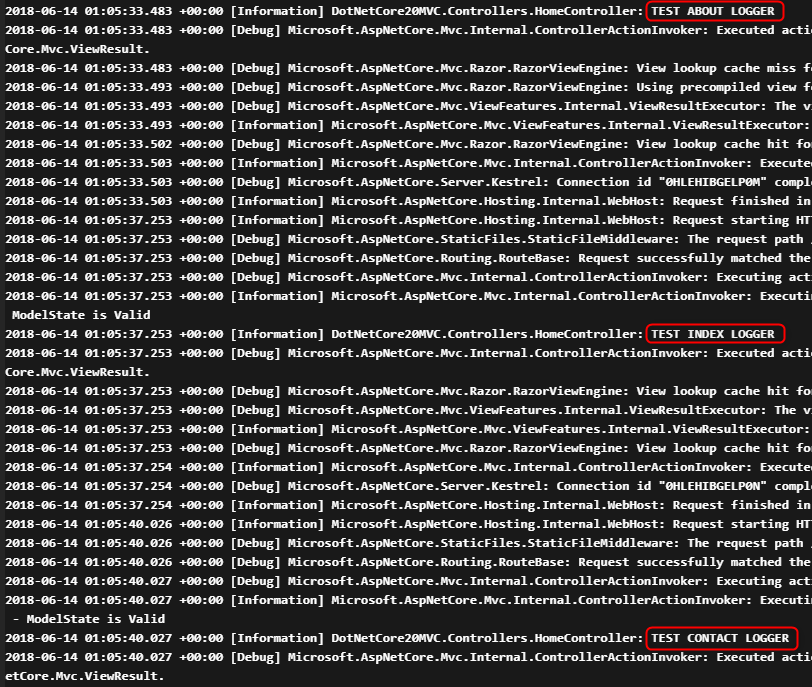 2018-06-14 01:05:33.483 +00:00 [Information] DotNetCore20MVC.Controllers.HomeController: TEST ABOUT LOGGER
2018-06-14 01:05:33.483 +00:00 [Debug] Microsoft.AspNetCore.Mvc.Internal.ControllerActionInvoker: Executed acti
Core.Mvc.ViewResult.
2018-06-14 01:05:33.483 +00:00 [Debug] Microsoft.AspNetCore.Mvc.Razor.RazorViewEngine: View lookup cache miss f
2018-06-14 01:05:33.493 +00:00 [Debug] Microsoft.AspNetCore.Mvc.Razor.RazorViewEngine: Using precompiled view f
2018-06-14 01:05:33.493 +00:00 [Debug] Microsoft.AspNetCore.Mvc.ViewFeatures.Internal.ViewResultExecutor: The v
2018-06-14 01:05:33.493 +00:00 [Information] Microsoft.AspNetCore.Mvc.ViewFeatures.Internal.ViewResultExecutor:
2018-06-14 01:05:33.502 +00:00 [Debug] Microsoft.AspNetCore.Mvc.Razor.RazorViewEngine: View lookup cache hit fo
2018-06-14 01:05:33.503 +00:00 [Information] Microsoft.AspNetCore.Mvc.Internal.ControllerActionInvoker: Execute
2018-06-14 01:05:33.503 +00:00 [Debug] Microsoft.AspNetCore.Server.Kestrel: Connection id "0HLEHIBGELP0M" compl
2018-06-14 01:05:33.503 +00:00 [Information] Microsoft.AspNetCore.Hosting.Internal.WebHost: Request finished in
2018-06-14 01:05:37.253 +00:00 [Information] Microsoft.AspNetCore.Hosting.Internal.WebHost: Request starting HT
2018-06-14 01:05:37.253 +00:00 [Debug] Microsoft.AspNetCore.StaticFiles.StaticFileMiddleware: The request path
2018-06-14 01:05:37.253 +00:00 [Debug] Microsoft.AspNetCore.Routing.RouteBase: Request successfully matched the
2018-06-14 01:05:37.253 +00:00 [Debug] Microsoft.AspNetCore.Mvc.Internal.ControllerActionInvoker: Executing act
2018-06-14 01:05:37.253 +00:00 [Information] Microsoft.AspNetCore.Mvc.Internal.ControllerActionInvoker: Executi
ModelState is Valid
2018-06-14 01:05:37.253 +00:00 [Information] DotNetCore20MVC.Controllers.HomeController: TEST INDEX LOGGER
2018-06-14 01:05:37.253 +00:00 [Debug] Microsoft.AspNetCore.Mvc.Internal.ControllerActionInvoker: Executed acti
Core.Mvc.ViewResult.
2018-06-14 01:05:37.253 +00:00 [Debug] Microsoft.AspNetCore.Mvc.Razor.RazorViewEngine: View lookup cache hit fo
2018-06-14 01:05:37.253 +00:00 [Debug] Microsoft.AspNetCore.Mvc.ViewFeatures.Internal.ViewResultExecutor: The v
2018-06-14 01:05:37.253 +00:00 [Information] Microsoft.AspNetCore.Mvc.ViewFeatures.Internal.ViewResultExecutor:
2018-06-14 01:05:37.253 +00:00 [Debug] Microsoft.AspNetCore.Mvc.Razor.RazorViewEngine: View lookup cache hit fo
2018-06-14 01:05:37.254 +00:00 [Information] Microsoft.AspNetCore.Mvc.Internal.ControllerActionInvoker: Execute
2018-06-14 01:05:37.254 +00:00 [Debug] Microsoft.AspNetCore.Server.Kestrel: Connection id "0HLEHIBGELP0N" compl
2018-06-14 01:05:37.254 +00:00 [Information] Microsoft.AspNetCore.Hosting.Internal.WebHost: Request finished in
2018-06-14 01:05:40.026 +00:00 [Information] Microsoft.AspNetCore.Hosting.Internal.WebHost: Request starting HT
2018-06-14 01:05:40.026 +00:00 [Debug] Microsoft.AspNetCore.StaticFiles.StaticFileMiddleware: The request path
2018-06-14 01:05:40.026 +00:00 [Debug] Microsoft.AspNetCore.Routing.RouteBase: Request successfully matched the
2018-06-14 01:05:40.027 +00:00 [Debug] Microsoft.AspNetCore.Mvc.Internal.ControllerActionInvoker: Executing act
2018-06-14 01:05:40.027 +00:00 [Information] Microsoft.AspNetCore.Mvc.Internal.ControllerActionInvoker: Executi
- ModelState is Valid
2018-06-14 01:05:40.027 +00:00 [Information] DotNetCore20MVC.Controllers.HomeController: TEST CONTACT LOGGER
2018-06-14 01:05:40.027 +00:00 [Debug] Microsoft.AspNetCore.Mvc.Internal.ControllerActionInvoker: Executed acti
etCore.Mvc.ViewResult.